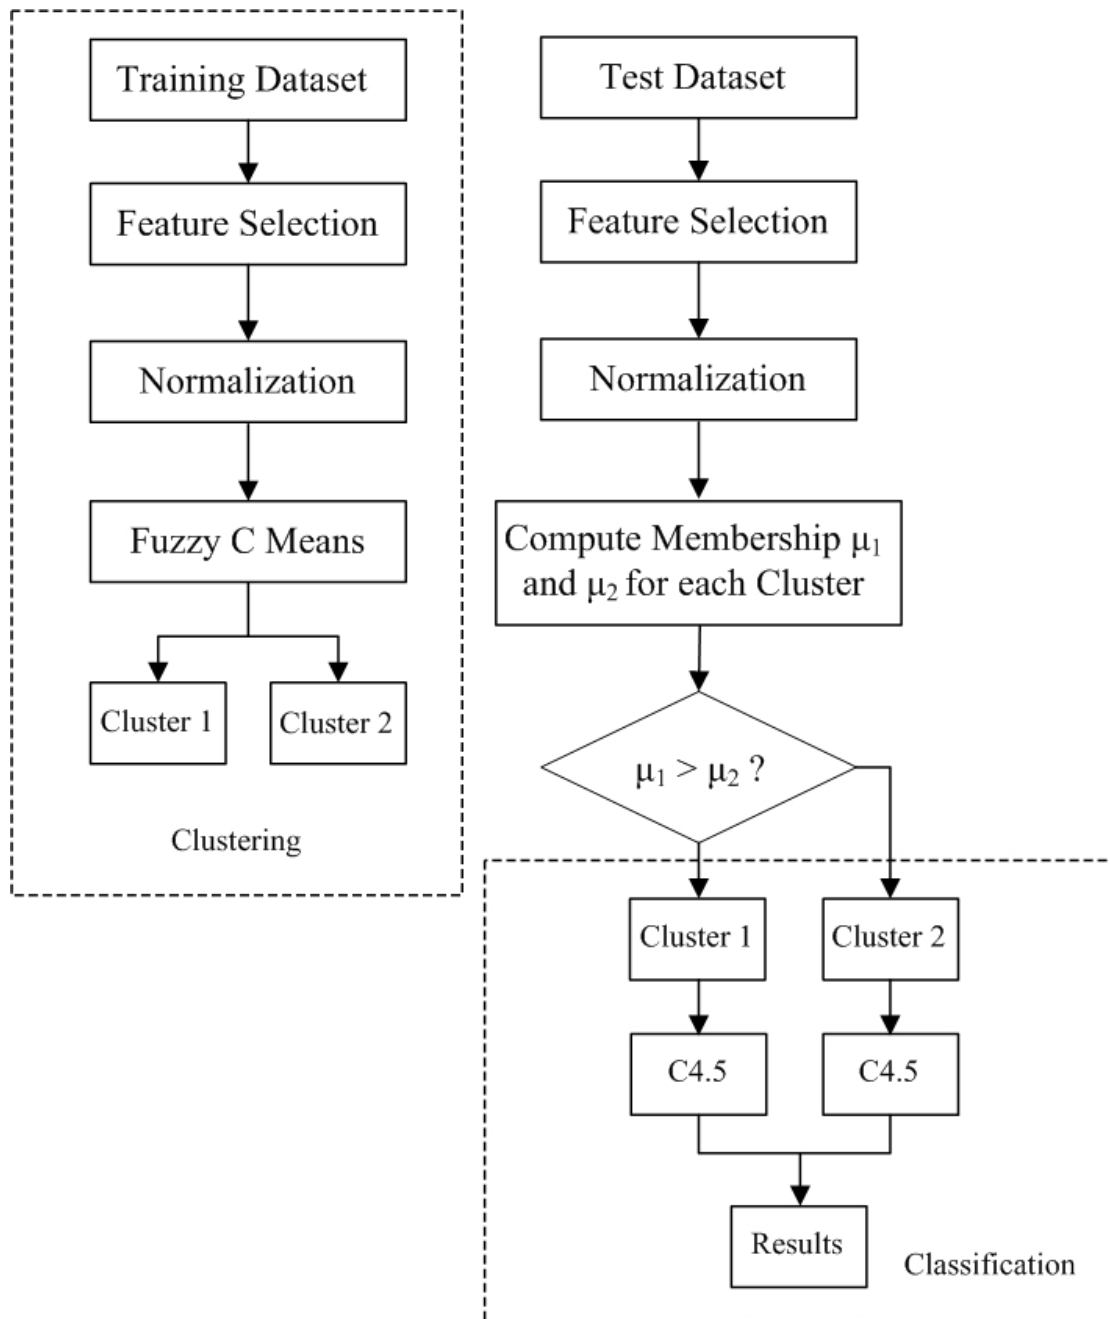 Training Dataset
Feature Selection
Normalization
Fuzzy C Means
Cluster 1
Cluster 2
Clustering
Test Dataset
Feature Selection
Normalization
Compute Membership μ₁
and μ₂ for each Cluster
μ₁ > μ₂ ?
Cluster 1
Cluster 2
C4.5
C4.5
Results
Classification